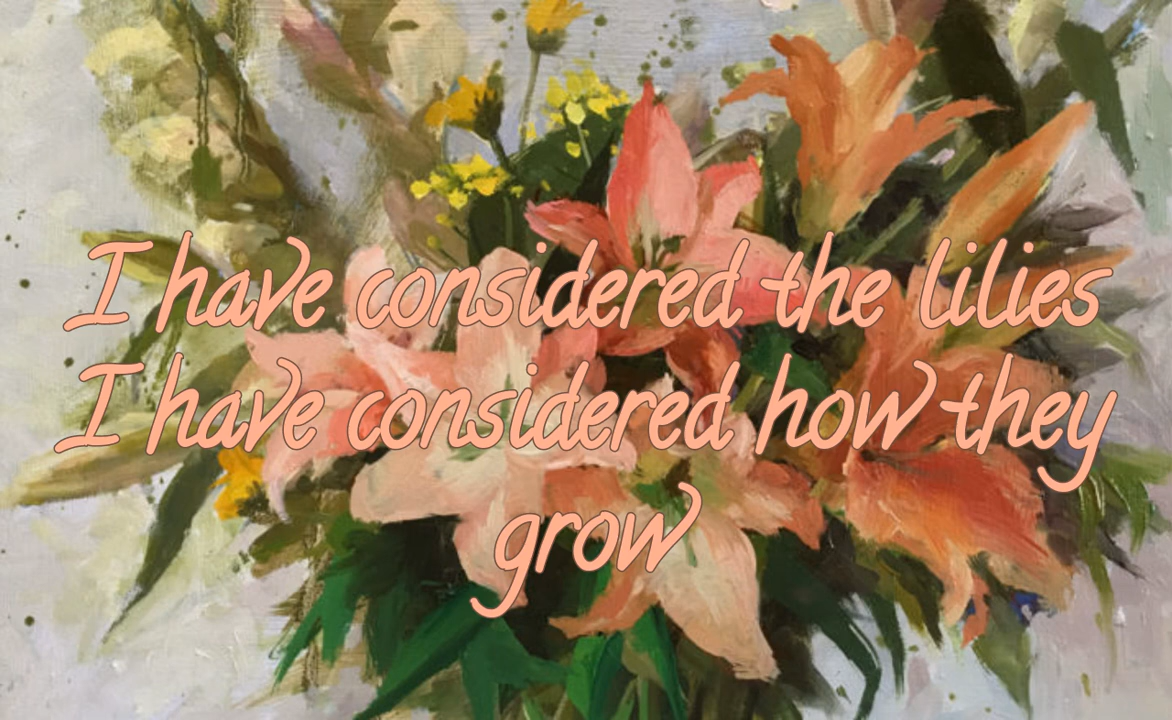 I have considered the lilies
I have considered how they
grow